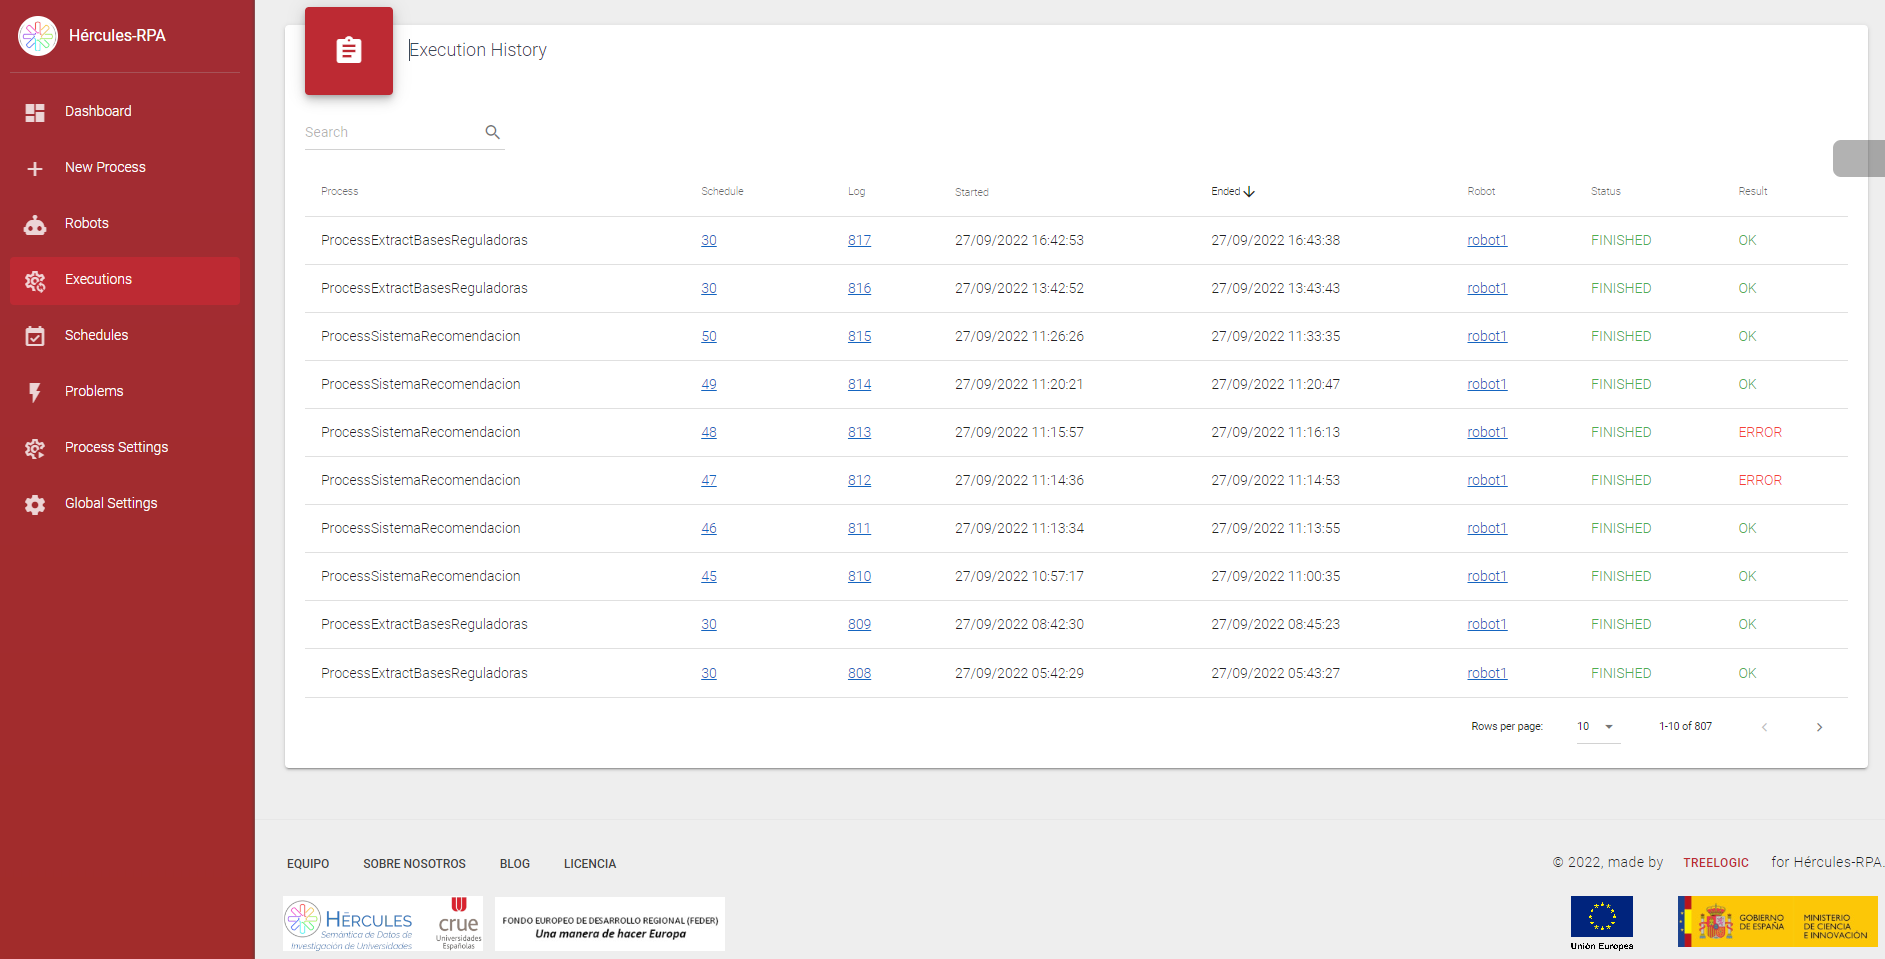 Hércules-RPA
Dashboard
New Process
Robots
Executions
Schedules
Problems
Process Settings
Global Settings
Execution History
Search
Process Schedule Log Started Ended Robot Status Result
ProcessExtractBasesReguladoras 30 817 27/09/2022 16:42:53 27/09/2022 16:43:38 robot1 FINISHED OK
ProcessExtractBasesReguladoras 30 816 27/09/2022 13:42:52 27/09/2022 13:43:43 robot1 FINISHED OK
ProcessSistemaRecomendacion 50 815 27/09/2022 11:26:26 27/09/2022 11:33:35 robot1 FINISHED OK
ProcessSistemaRecomendacion 49 814 27/09/2022 11:20:21 27/09/2022 11:20:47 robot1 FINISHED OK
ProcessSistemaRecomendacion 48 813 27/09/2022 11:15:57 27/09/2022 11:16:13 robot1 FINISHED ERROR
ProcessSistemaRecomendacion 47 812 27/09/2022 11:14:36 27/09/2022 11:14:53 robot1 FINISHED ERROR
ProcessSistemaRecomendacion 46 811 27/09/2022 11:13:34 27/09/2022 11:13:55 robot1 FINISHED OK
ProcessSistemaRecomendacion 45 810 27/09/2022 10:57:17 27/09/2022 11:00:35 robot1 FINISHED OK
ProcessExtractBasesReguladoras 30 809 27/09/2022 08:42:30 27/09/2022 08:45:23 robot1 FINISHED OK
ProcessExtractBasesReguladoras 30 808 27/09/2022 05:42:29 27/09/2022 05:43:27 robot1 FINISHED OK
Rows per page: 10 1-10 of 807
EQUIPO SOBRE NOSOTROS BLOG LICENCIA
© 2022, made by TREELOGIC for Hércules-RPA.
HÉRCULES
Semántica de Datos de
Investigación de Universidades
crue
Universidades
Españolas
FONDO EUROPEO DE DESARROLLO REGIONAL (FEDER)
Una manera de hacer Europa
Unión Europea
GOBIERNO
DE ESPAÑA
MINISTERIO
DE CIENCIA
E INNOVACIÓN